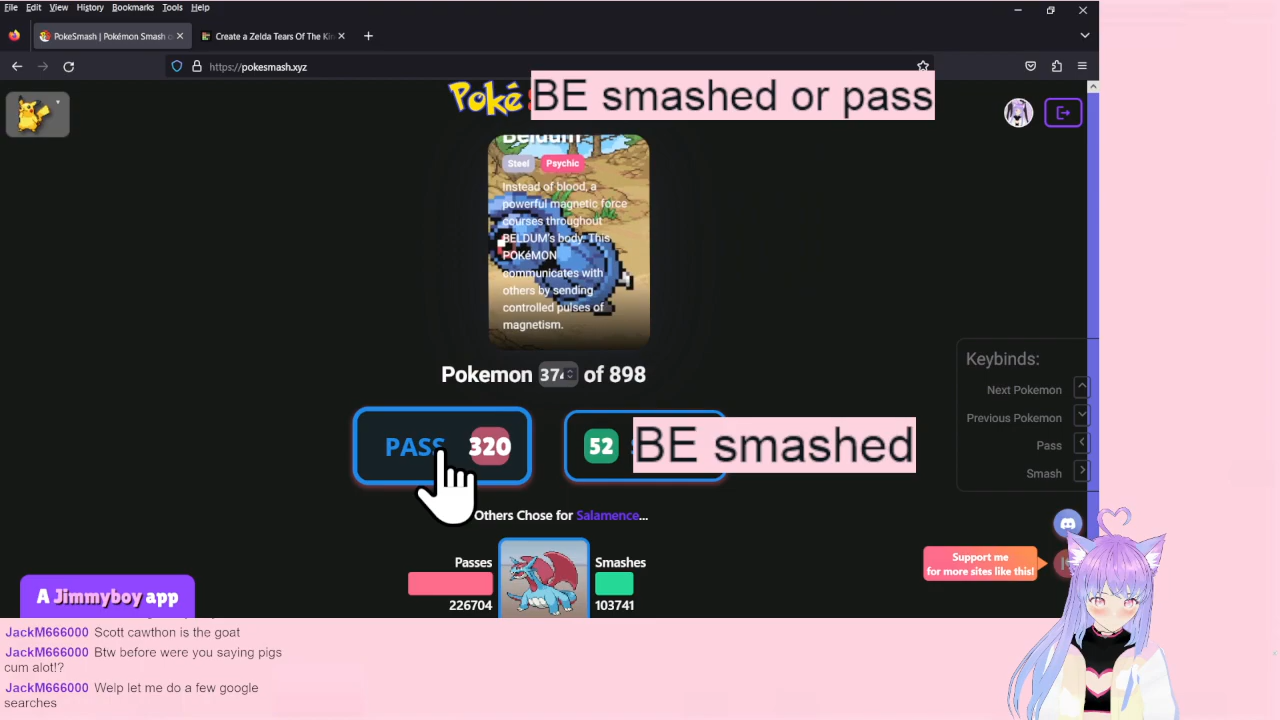 File Edit View History Bookmarks Tools Help
PokeSmash | Pokémon Smash o
Create a Zelda Tears Of The Kin
https://pokesmash.xyz
Poké BE smashed or pass
Beldum
Steel Psychic
Instead of blood, a
powerful magnetic force
courses throughout
BELDUM's body. This
POKéMON
communicates with
others by sending
controlled pulses of
magnetism.
Pokemon 374 of 898
PASS 320
52 BE smashed
Others Chose for Salamence...
Passes
226704
Smashes
103741
Keybinds:
Next Pokemon
Previous Pokemon
Pass
Smash
Support me
for more sites like this!
A Jimmyboy app
JackM666000 Scott cawthon is the goat
JackM666000 Btw before were you saying pigs
cum alot!?
JackM666000 Welp let me do a few google
searches